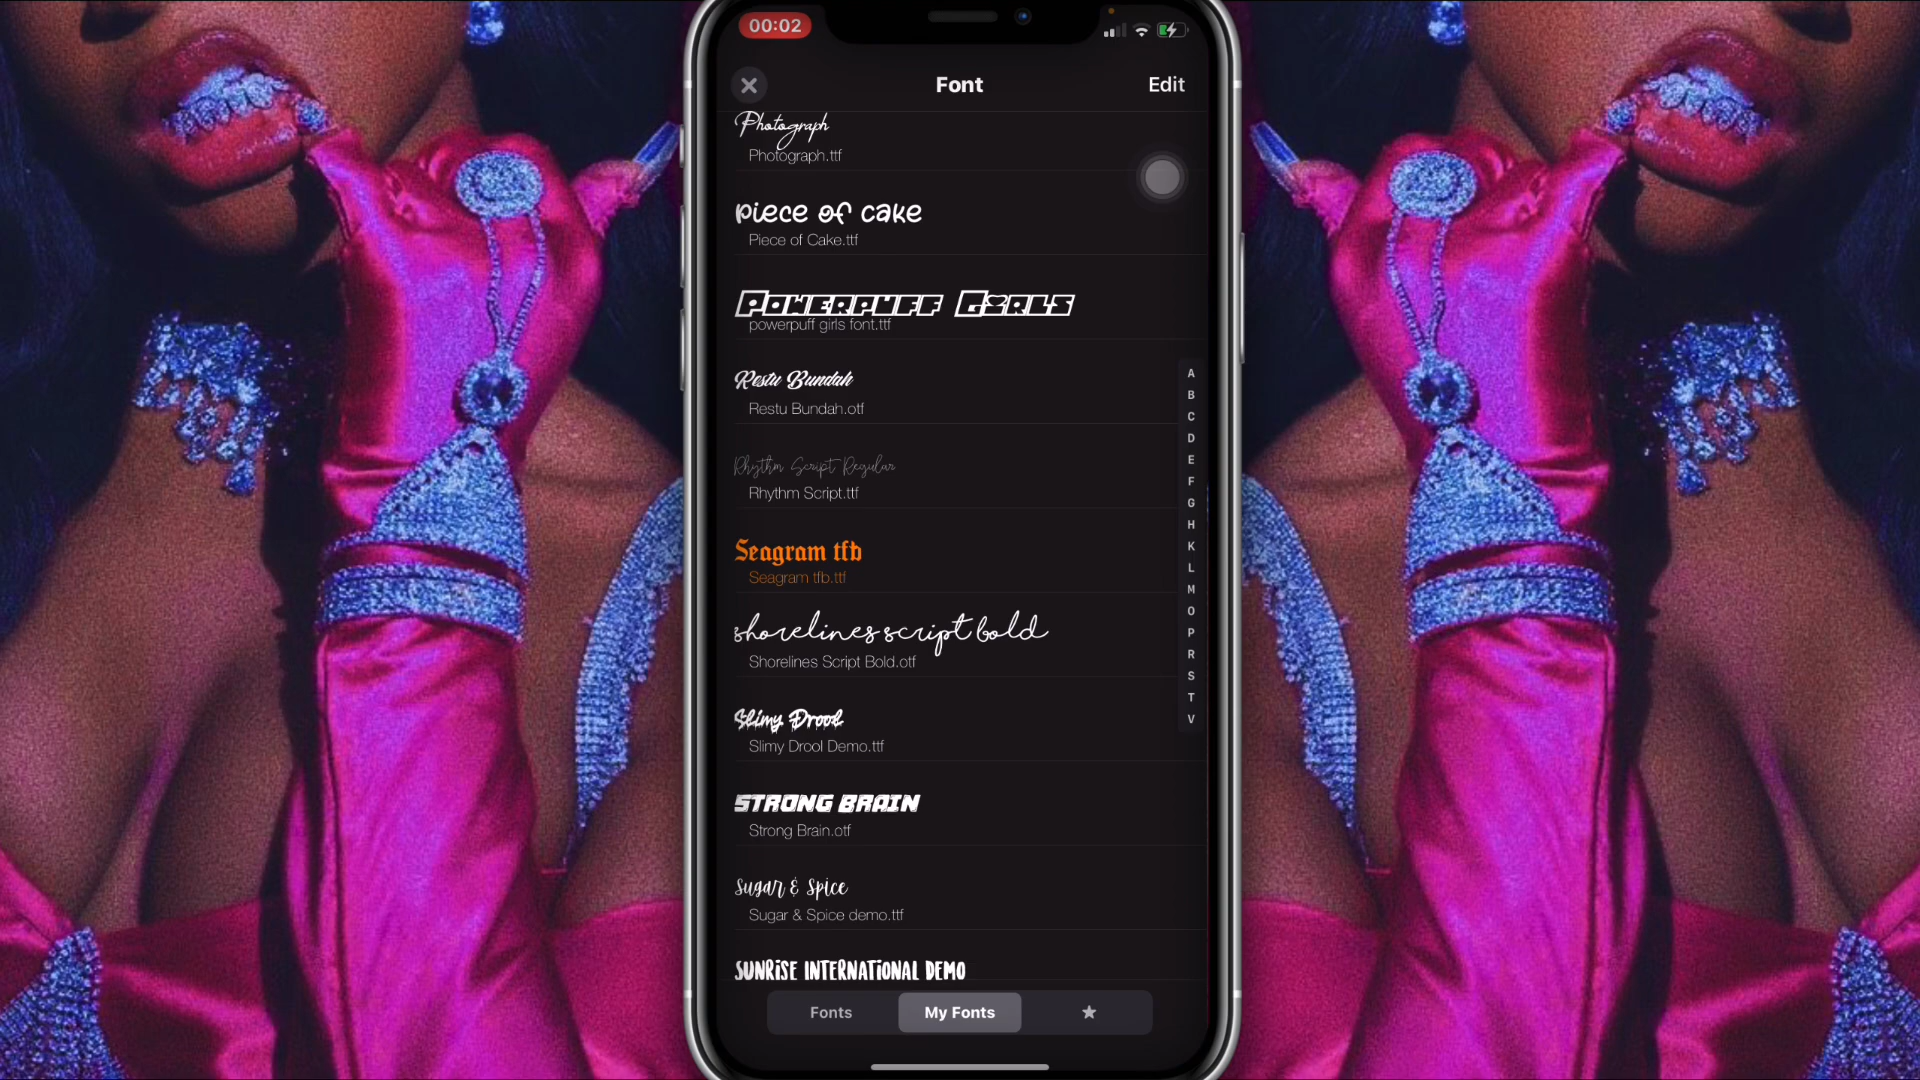 00:02
Font
Edit
Photograph
Photograph.ttf
Piece of Cake
Piece of Cake.ttf
Powerpuff Girls
powerpuff girls font.ttf
Restu Bundah
Restu Bundah.otf
Rhythm Script Regular
Rhythm Script.ttf
Seagram tfb
Seagram tfb.ttf
shorelines script bold
Shorelines Script Bold.otf
Slimy Drool
Slimy Drool Demo.ttf
STRONG BRAIN
Strong Brain.otf
Sugar & Spice
Sugar & Spice demo.ttf
SUNRiSE INTERNATiONAL DEMO
A
B
C
D
E
F
G
H
K
L
M
O
P
R
S
T
V
Fonts
My Fonts